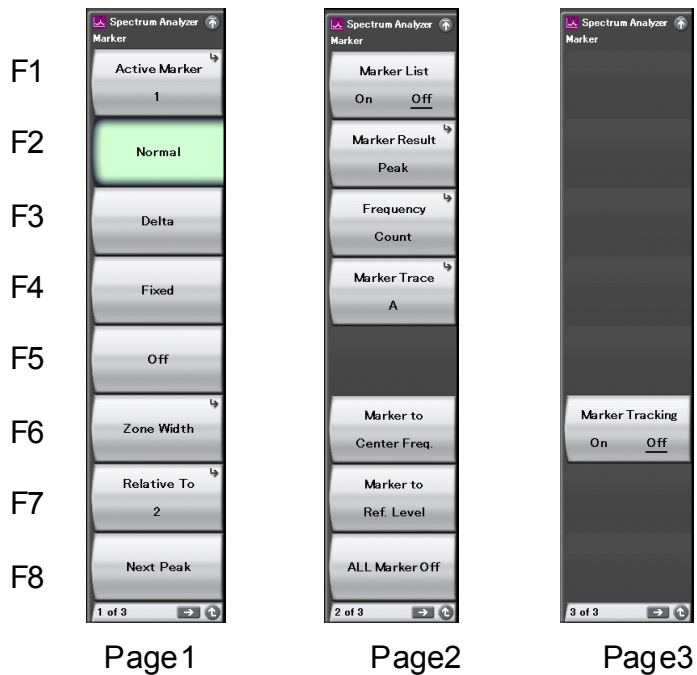 F1
F2
F3
F4
F5
F6
F7
F8
Spectrum Analyzer
Marker
Active Marker
1
Normal
Delta
Fixed
Off
Zone Width
Relative To
2
Next Peak
1 of 3
Page1
Spectrum Analyzer
Marker
Marker List
On Off
Marker Result
Peak
Frequency
Count
Marker Trace
A
Marker to
Center Freq.
Marker to
Ref. Level
ALL Marker Off
2 of 3
Page2
Spectrum Analyzer
Marker
Marker Tracking
On Off
3 of 3
Page3